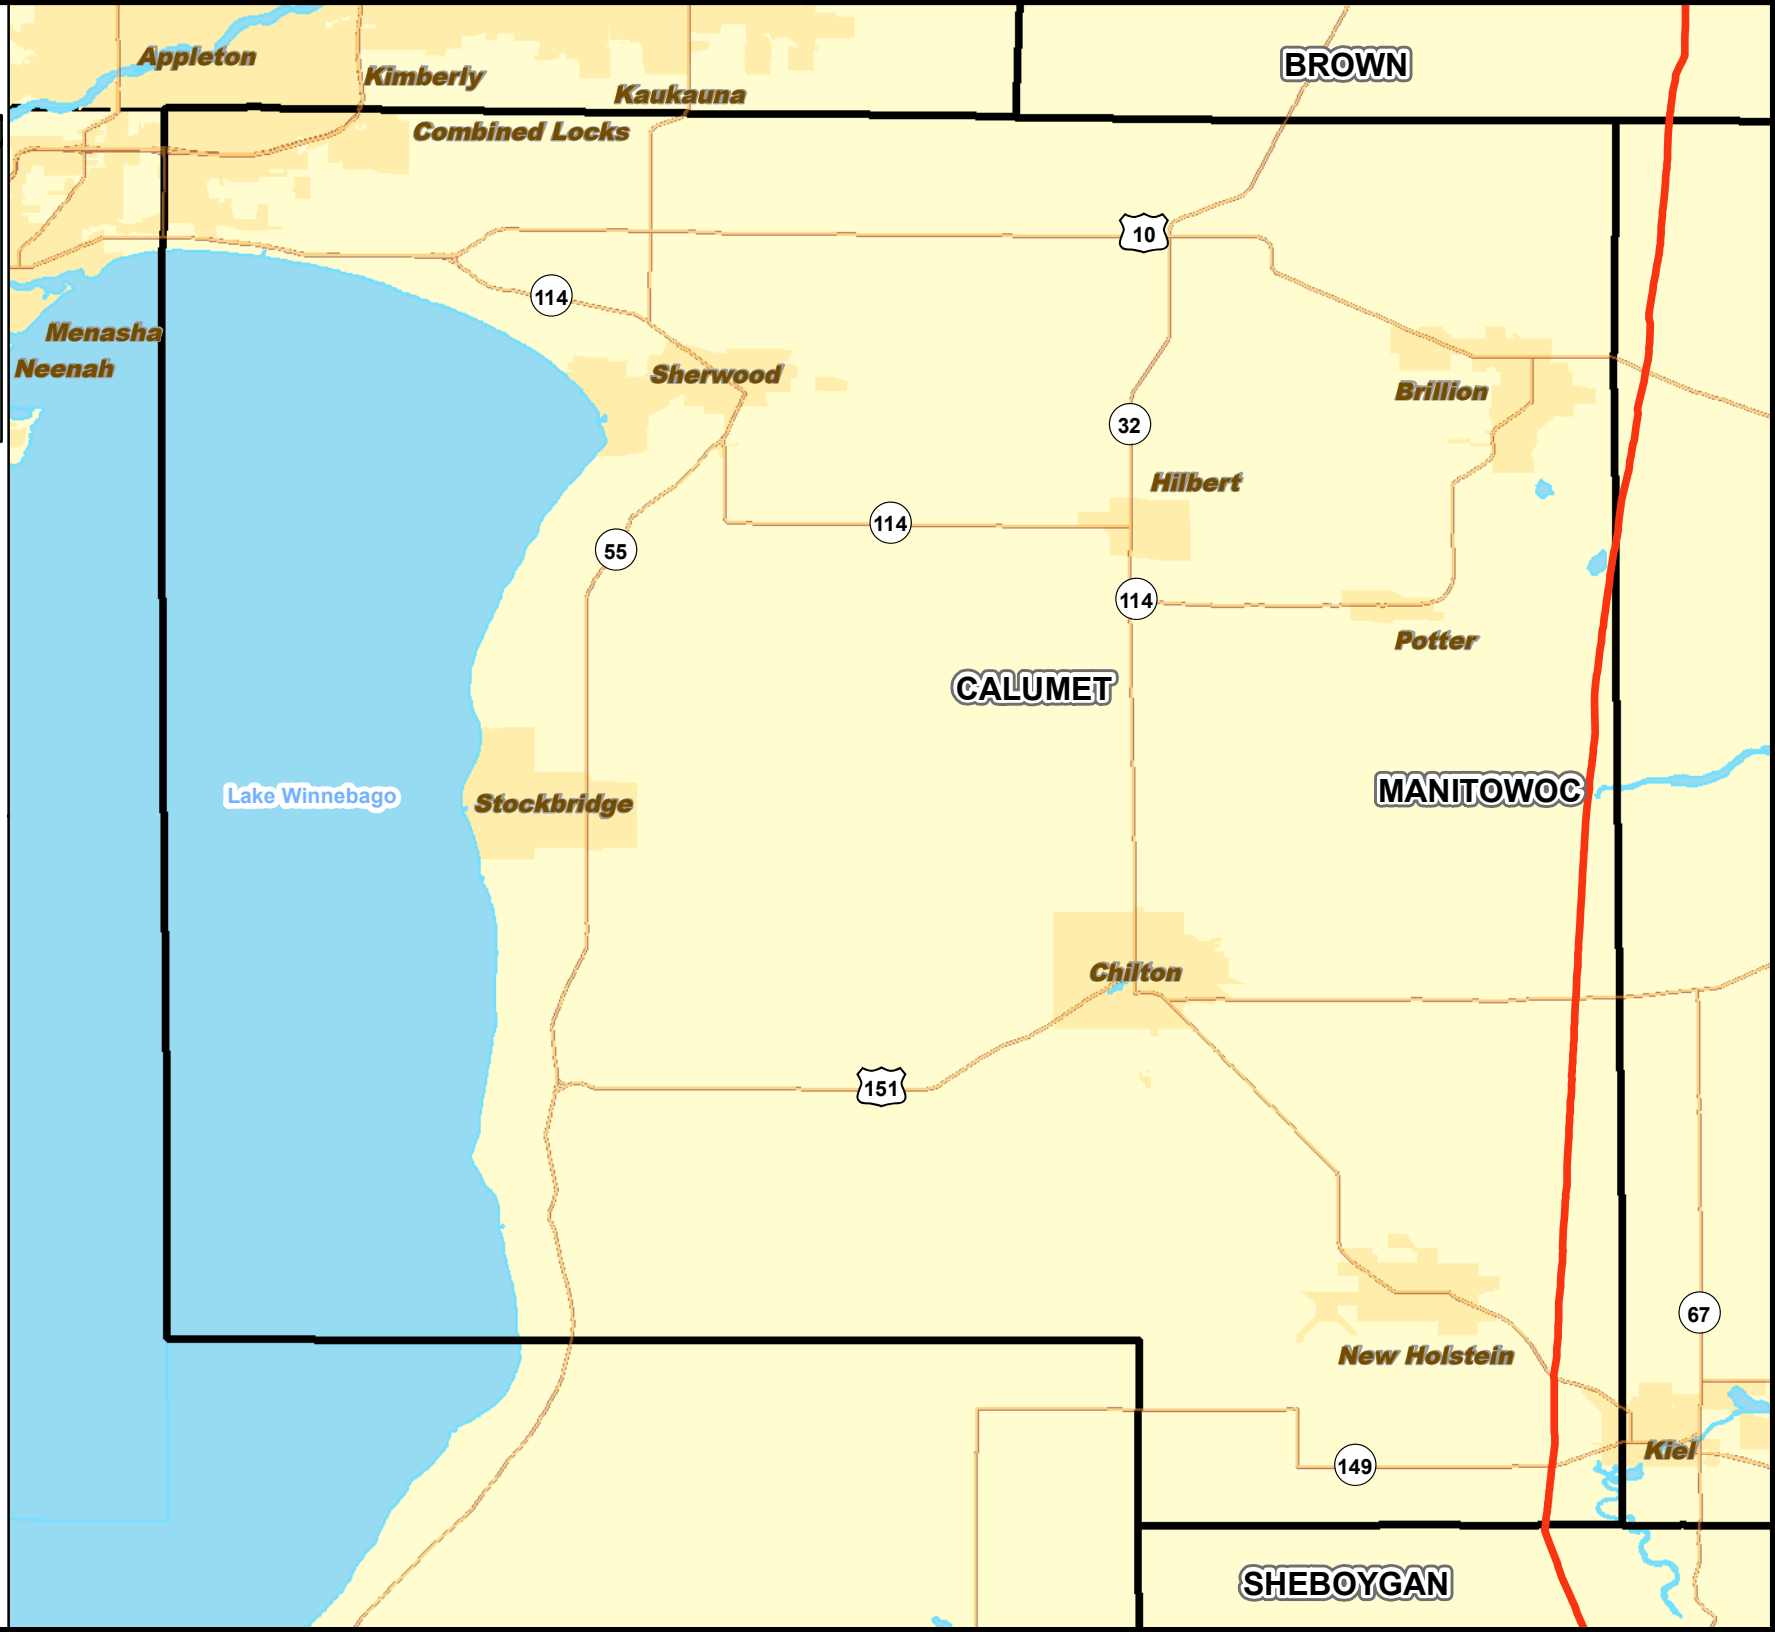 Appleton
BROWN
Kimberly
Kaukauna
Combined Locks
10
114
Menasha
Neenah
Sherwood
Brillion
32
Hilbert
114
55
114
Potter
CALUMET
MANITOWOC
Lake Winnebago
Stockbridge
Chilton
151
67
New Holstein
Kiel
149
SHEBOYGAN